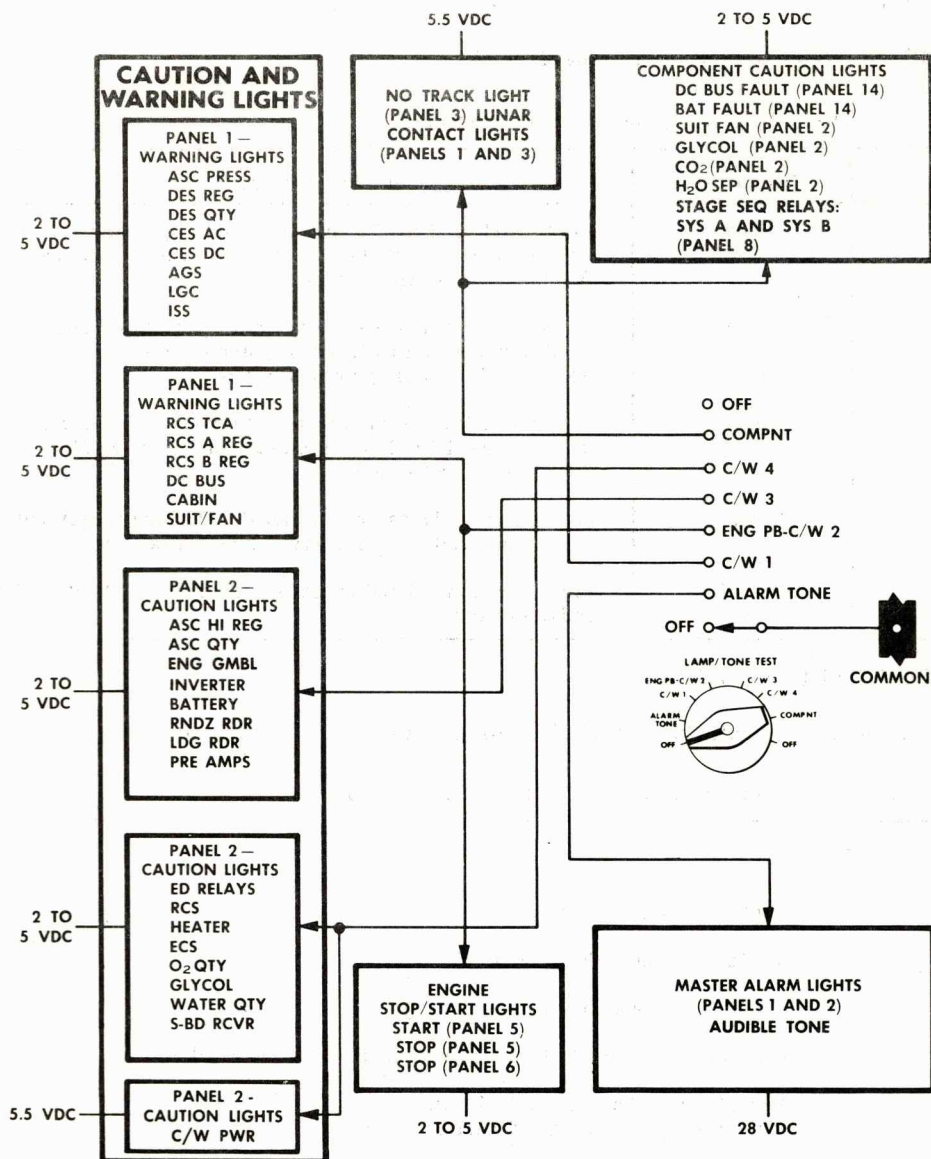 5.5 VDC
2 TO 5 VDC
CAUTION AND
WARNING LIGHTS
PANEL 1 —
WARNING LIGHTS
ASC PRESS
DES REG
DES QTY
CES AC
CES DC
AGS
LGC
ISS
2 TO
5 VDC
PANEL 1 —
WARNING LIGHTS
RCS TCA
RCS A REG
RCS B REG
DC BUS
CABIN
SUIT/FAN
2 TO
5 VDC
PANEL 2 —
CAUTION LIGHTS
ASC HI REG
ASC QTY
ENG GMBL
INVERTER
BATTERY
RNDZ RDR
LDG RDR
PRE AMPS
2 TO
5 VDC
PANEL 2 —
CAUTION LIGHTS
ED RELAYS
RCS
HEATER
ECS
O₂ QTY
GLYCOL
WATER QTY
S-BD RCVR
2 TO
5 VDC
PANEL 2 -
CAUTION LIGHTS
C/W PWR
5.5 VDC
NO TRACK LIGHT
(PANEL 3) LUNAR
CONTACT LIGHTS
(PANELS 1 AND 3)
COMPONENT CAUTION LIGHTS
DC BUS FAULT (PANEL 14)
BAT FAULT (PANEL 14)
SUIT FAN (PANEL 2)
GLYCOL (PANEL 2)
CO₂ (PANEL 2)
H₂O SEP (PANEL 2)
STAGE SEQ RELAYS:
SYS A AND SYS B
(PANEL 8)
OFF
COMPNT
C/W 4
C/W 3
ENG PB-C/W 2
C/W 1
ALARM TONE
OFF
COMMON
LAMP/TONE TEST
ENG PB-C/W 2
C/W 3
C/W 1
C/W 4
ALARM
TONE
COMPNT
OFF
OFF
ENGINE
STOP/START LIGHTS
START (PANEL 5)
STOP (PANEL 5)
STOP (PANEL 6)
2 TO 5 VDC
MASTER ALARM LIGHTS
(PANELS 1 AND 2)
AUDIBLE TONE
28 VDC